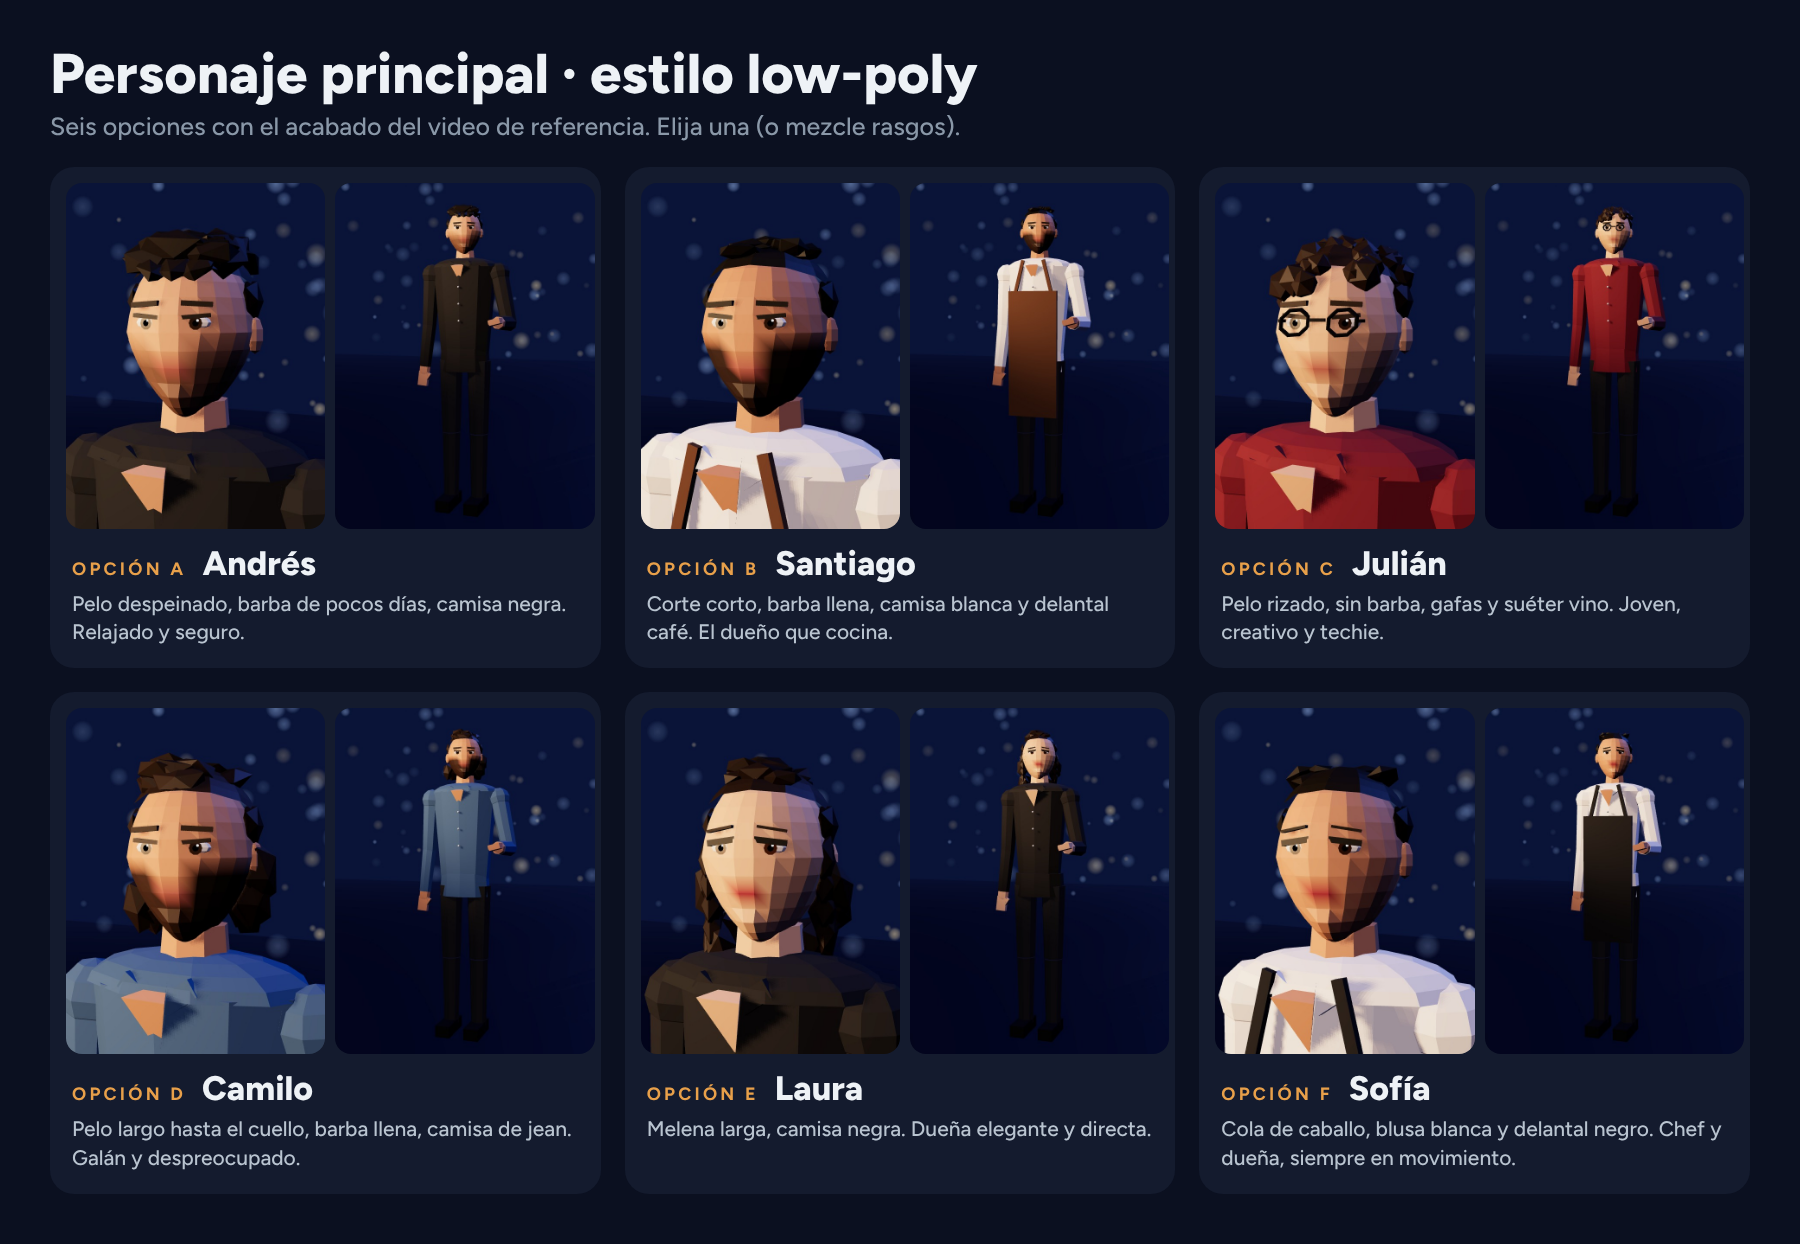 Personaje principal · estilo low-poly
Seis opciones con el acabado del video de referencia. Elija una (o mezcle rasgos).
OPCIÓN A Andrés
Pelo despeinado, barba de pocos días, camisa negra.
Relajado y seguro.
OPCIÓN B Santiago
Corte corto, barba llena, camisa blanca y delantal
café. El dueño que cocina.
OPCIÓN C Julián
Pelo rizado, sin barba, gafas y suéter vino. Joven,
creativo y techie.
OPCIÓN D Camilo
Pelo largo hasta el cuello, barba llena, camisa de jean.
Galán y despreocupado.
OPCIÓN E Laura
Melena larga, camisa negra. Dueña elegante y directa.
OPCIÓN F Sofía
Cola de caballo, blusa blanca y delantal negro. Chef y
dueña, siempre en movimiento.